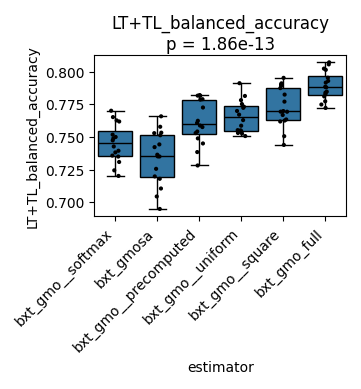 LT+TL_balanced_accuracy
p = 1.86e-13
LT+TL_balanced_accuracy
0.800
0.775
0.750
0.725
0.700
bxt_gmo__softmax
bxt_gmosa
bxt_gmo__precomputed
bxt_gmo__uniform
bxt_gmo__square
bxt_gmo_full
estimator